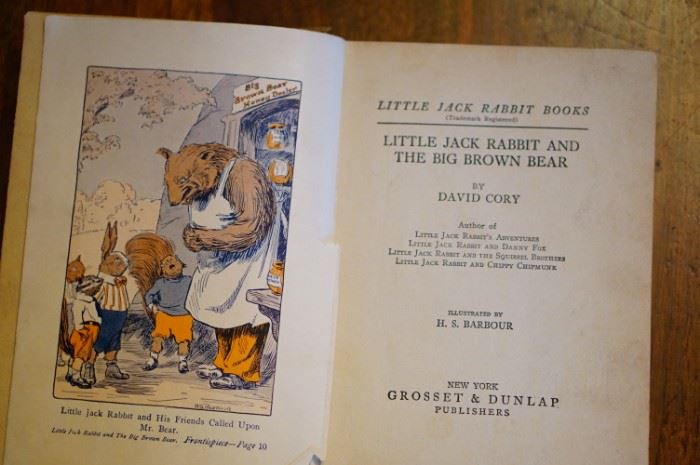 Big
Brown Bear
Honey Dealer
Little Jack Rabbit and His Friends Called Upon
Mr. Bear.
Little Jack Rabbit and The Big Brown Bear. Frontispiece—Page 10
LITTLE JACK RABBIT BOOKS
(Trademark Registered)
LITTLE JACK RABBIT AND
THE BIG BROWN BEAR
BY
DAVID CORY
Author of
LITTLE JACK RABBIT'S ADVENTURES
LITTLE JACK RABBIT AND DANNY FOX
LITTLE JACK RABBIT AND THE SQUIRREL BROTHERS
LITTLE JACK RABBIT AND CHIPPY CHIPMUNK
ILLUSTRATED BY
H. S. BARBOUR
NEW YORK
GROSSET & DUNLAP
PUBLISHERS